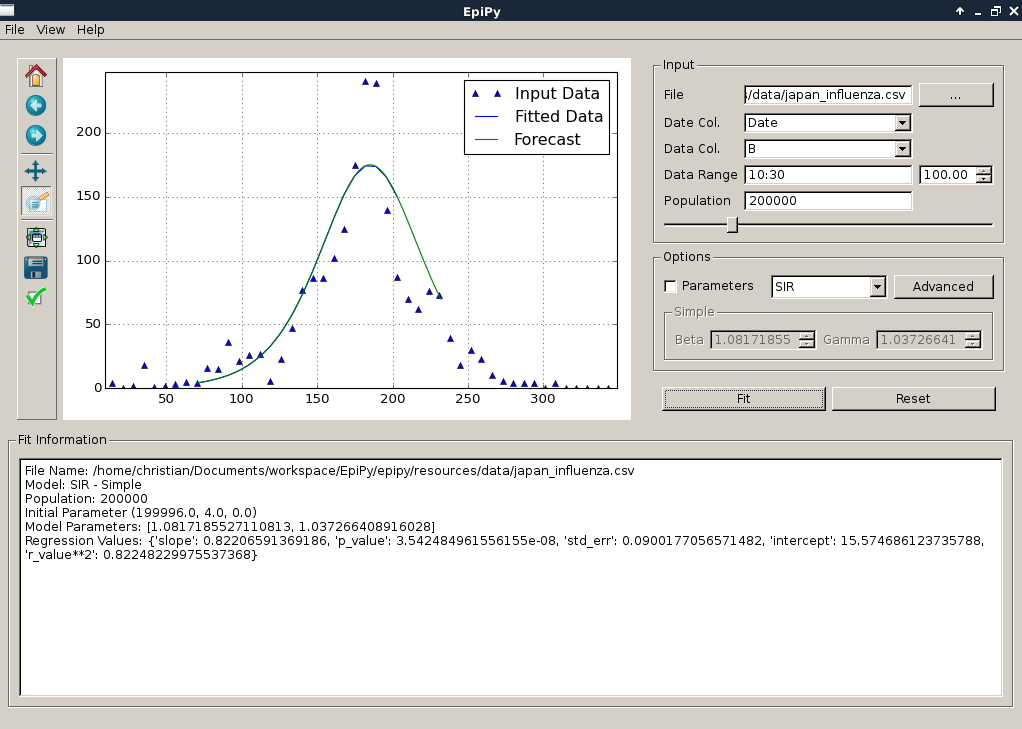 EpiPy
File View Help
Input Data
Fitted Data
Forecast
200
150
100
50
0
50 100 150 200 250 300
Input
File :/data/japan_influenza.csv ...
Date Col. Date
Data Col. B
Data Range 10:30 100.00
Population 200000
Options
Parameters SIR Advanced
Simple
Beta 1.08171855 Gamma 1.03726641
Fit Reset
Fit Information
File Name: /home/christian/Documents/workspace/EpiPy/epipy/resources/data/japan_influenza.csv
Model: SIR - Simple
Population: 200000
Initial Parameter (199996.0, 4.0, 0.0)
Model Parameters: [1.0817185527110813, 1.037266408916028]
Regression Values: {'slope': 0.82206591369186, 'p_value': 3.542484961556155e-08, 'std_err': 0.0900177056571482, 'intercept': 15.574686123735788,
'r_value**2': 0.82248229975537368}